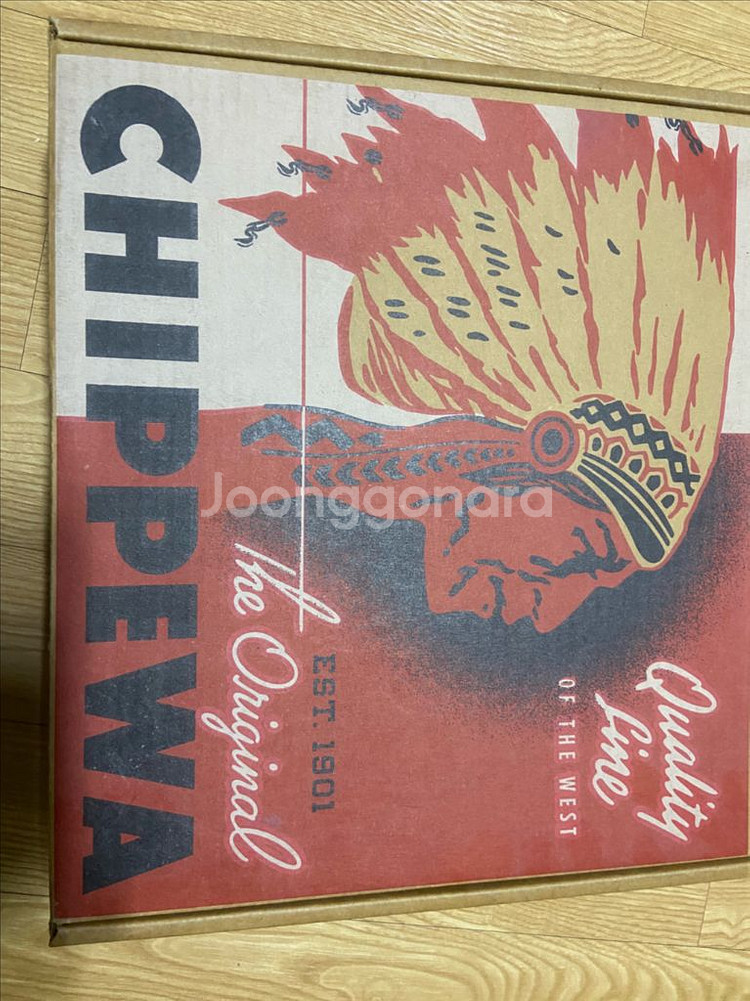 Quality
Line
OF THE WEST
EST. 1901
The Original
CHIPPEWA
Joonggonara